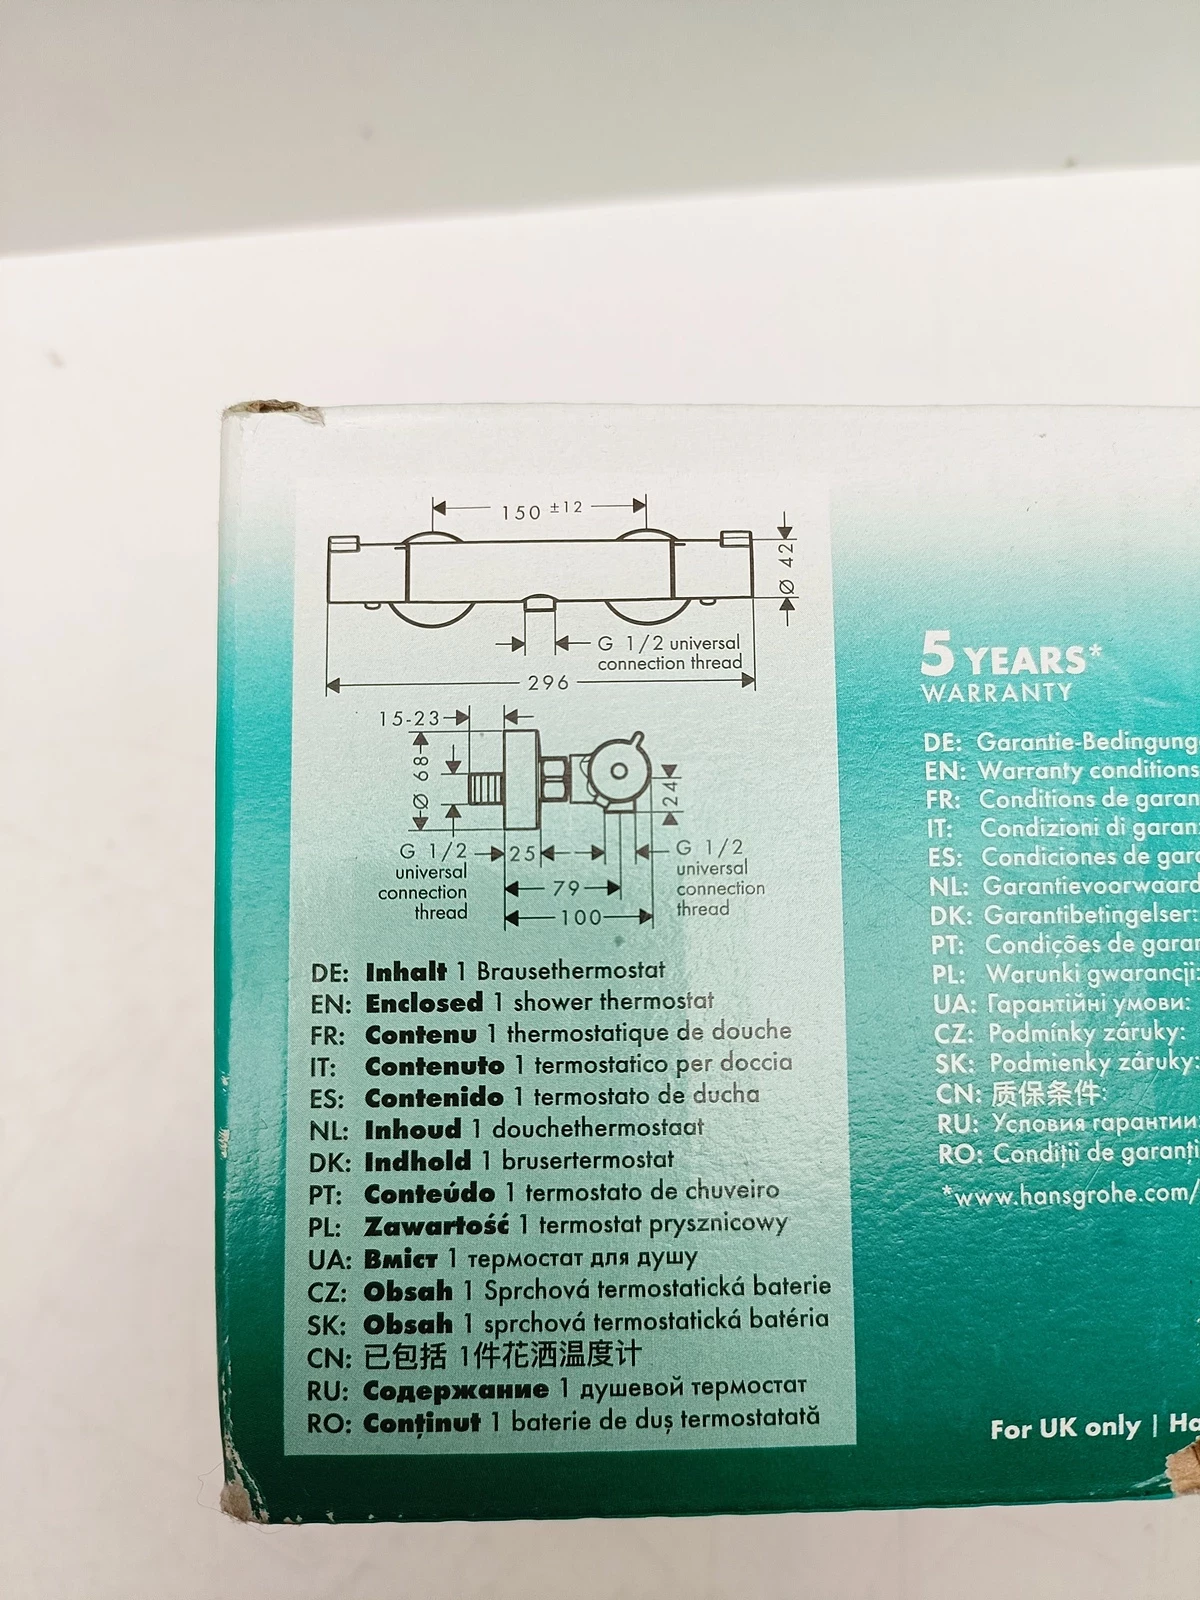 150 ±12
Ø 42
G 1/2 universal
connection thread
296
15-23
Ø 68
24
G 1/2
universal
connection
thread
25
G 1/2
universal
connection
thread
79
100
DE: Inhalt 1 Brausethermostat
EN: Enclosed 1 shower thermostat
FR: Contenu 1 thermostatique de douche
IT: Contenuto 1 termostatico per doccia
ES: Contenido 1 termostato de ducha
NL: Inhoud 1 douchethermostaat
DK: Indhold 1 brusertermostat
PT: Conteúdo 1 termostato de chuveiro
PL: Zawartość 1 termostat prysznicowy
UA: Вміст 1 термостат для душу
CZ: Obsah 1 Sprchová termostatická baterie
SK: Obsah 1 sprchová termostatická batéria
CN: 已包括 1件花洒温度计
RU: Содержание 1 душевой термостат
RO: Conținut 1 baterie de duș termostatată
5 YEARS*
WARRANTY
DE: Garantie-Bedingung
EN: Warranty conditions
FR: Conditions de garan
IT: Condizioni di garan
ES: Condiciones de gara
NL: Garantievoorwaard
DK: Garantibetingelser:
PT: Condições de garan
PL: Warunki gwarancji:
UA: Гарантійні умови:
CZ: Podmínky záruky:
SK: Podmienky záruky:
CN: 质保条件:
RU: Условия гарантии:
RO: Condiții de garanți
*www.hansgrohe.com/
For UK only | Ha